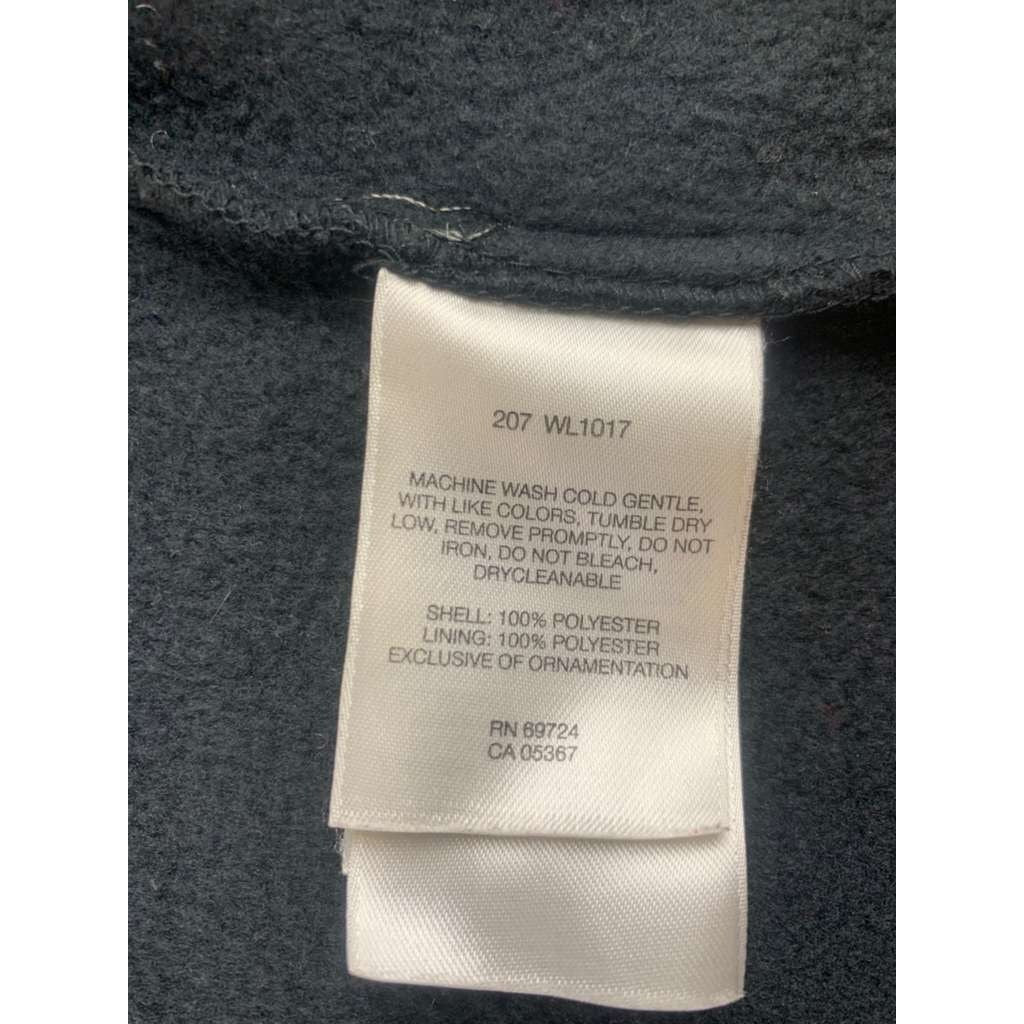 207 WL1017
MACHINE WASH COLD GENTLE,
WITH LIKE COLORS, TUMBLE DRY
LOW, REMOVE PROMPTLY, DO NOT
IRON, DO NOT BLEACH,
DRYCLEANABLE
SHELL: 100% POLYESTER
LINING: 100% POLYESTER
EXCLUSIVE OF ORNAMENTATION
RN 69724
CA 05367